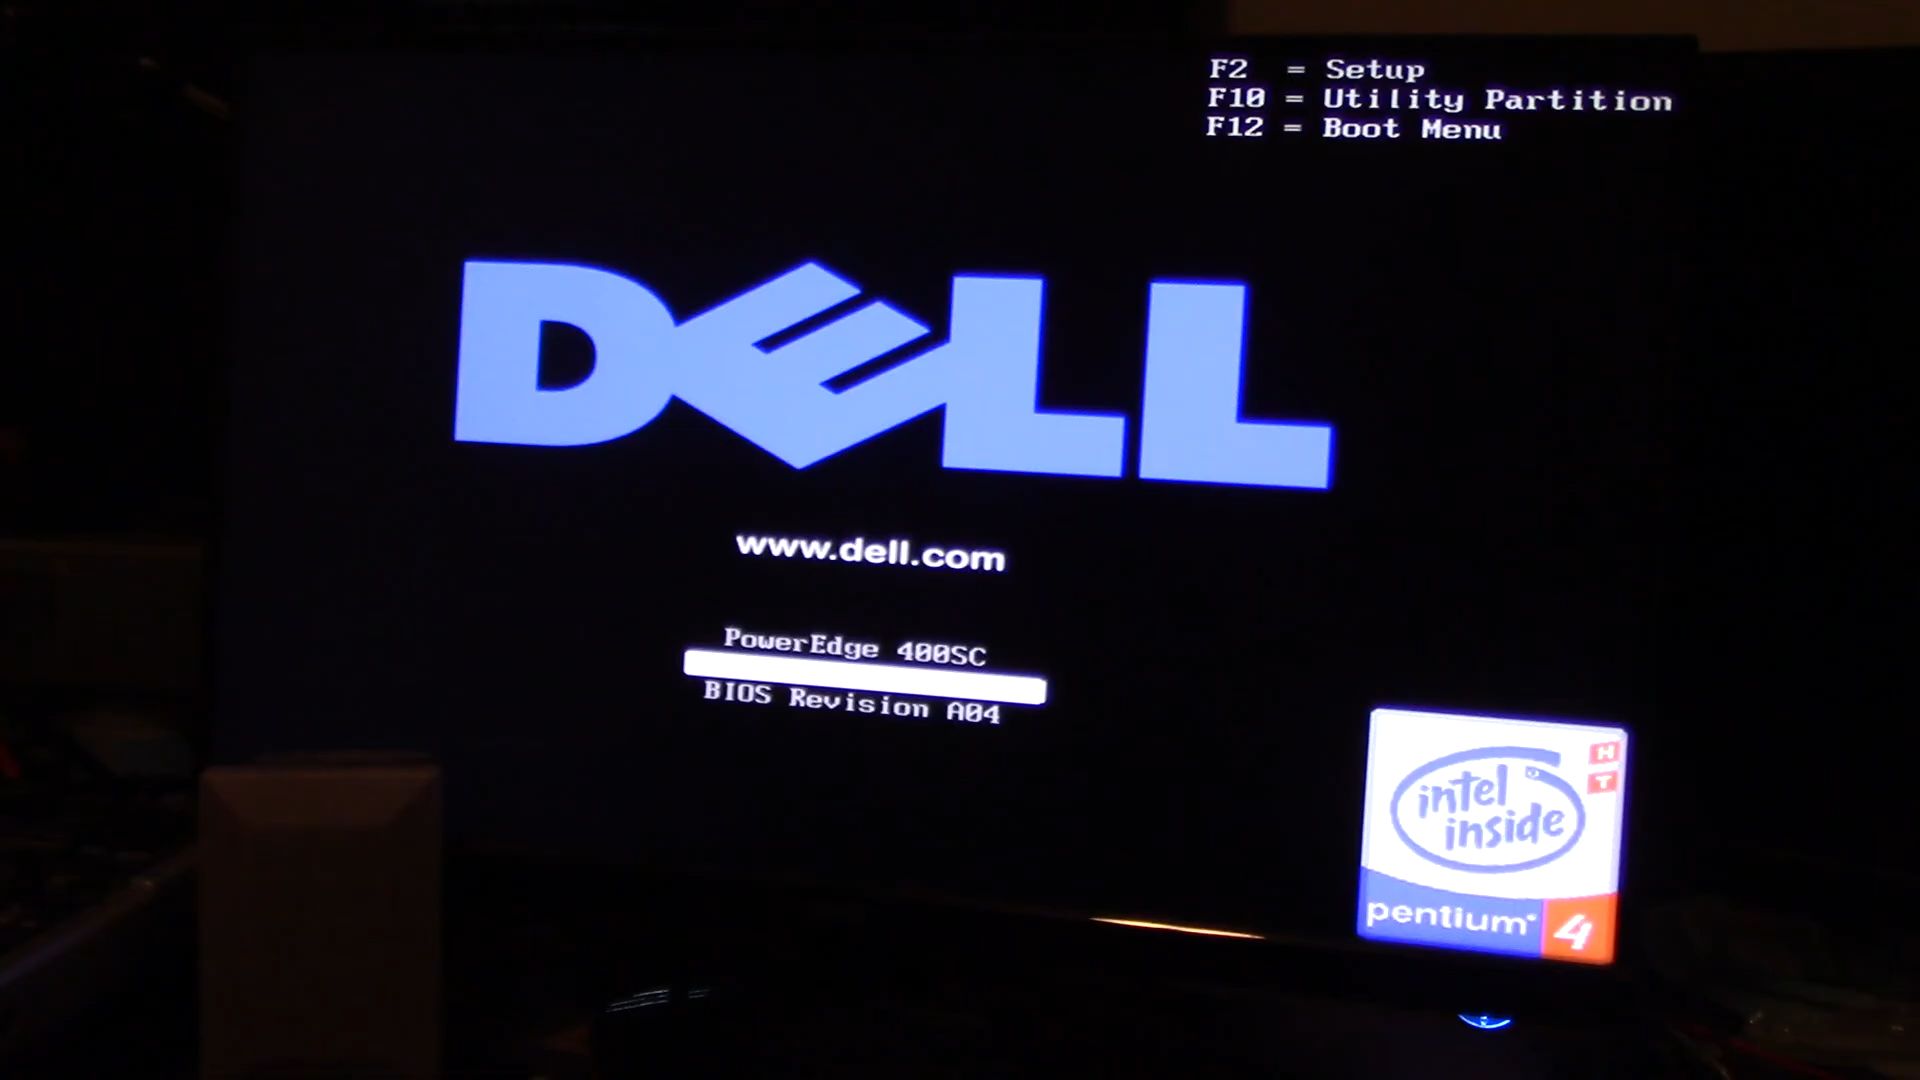 F2 = Setup
F10 = Utility Partition
F12 = Boot Menu
DELL
www.dell.com
PowerEdge 400SC
BIOS Revision A04
intel
inside
H
T
pentium 4